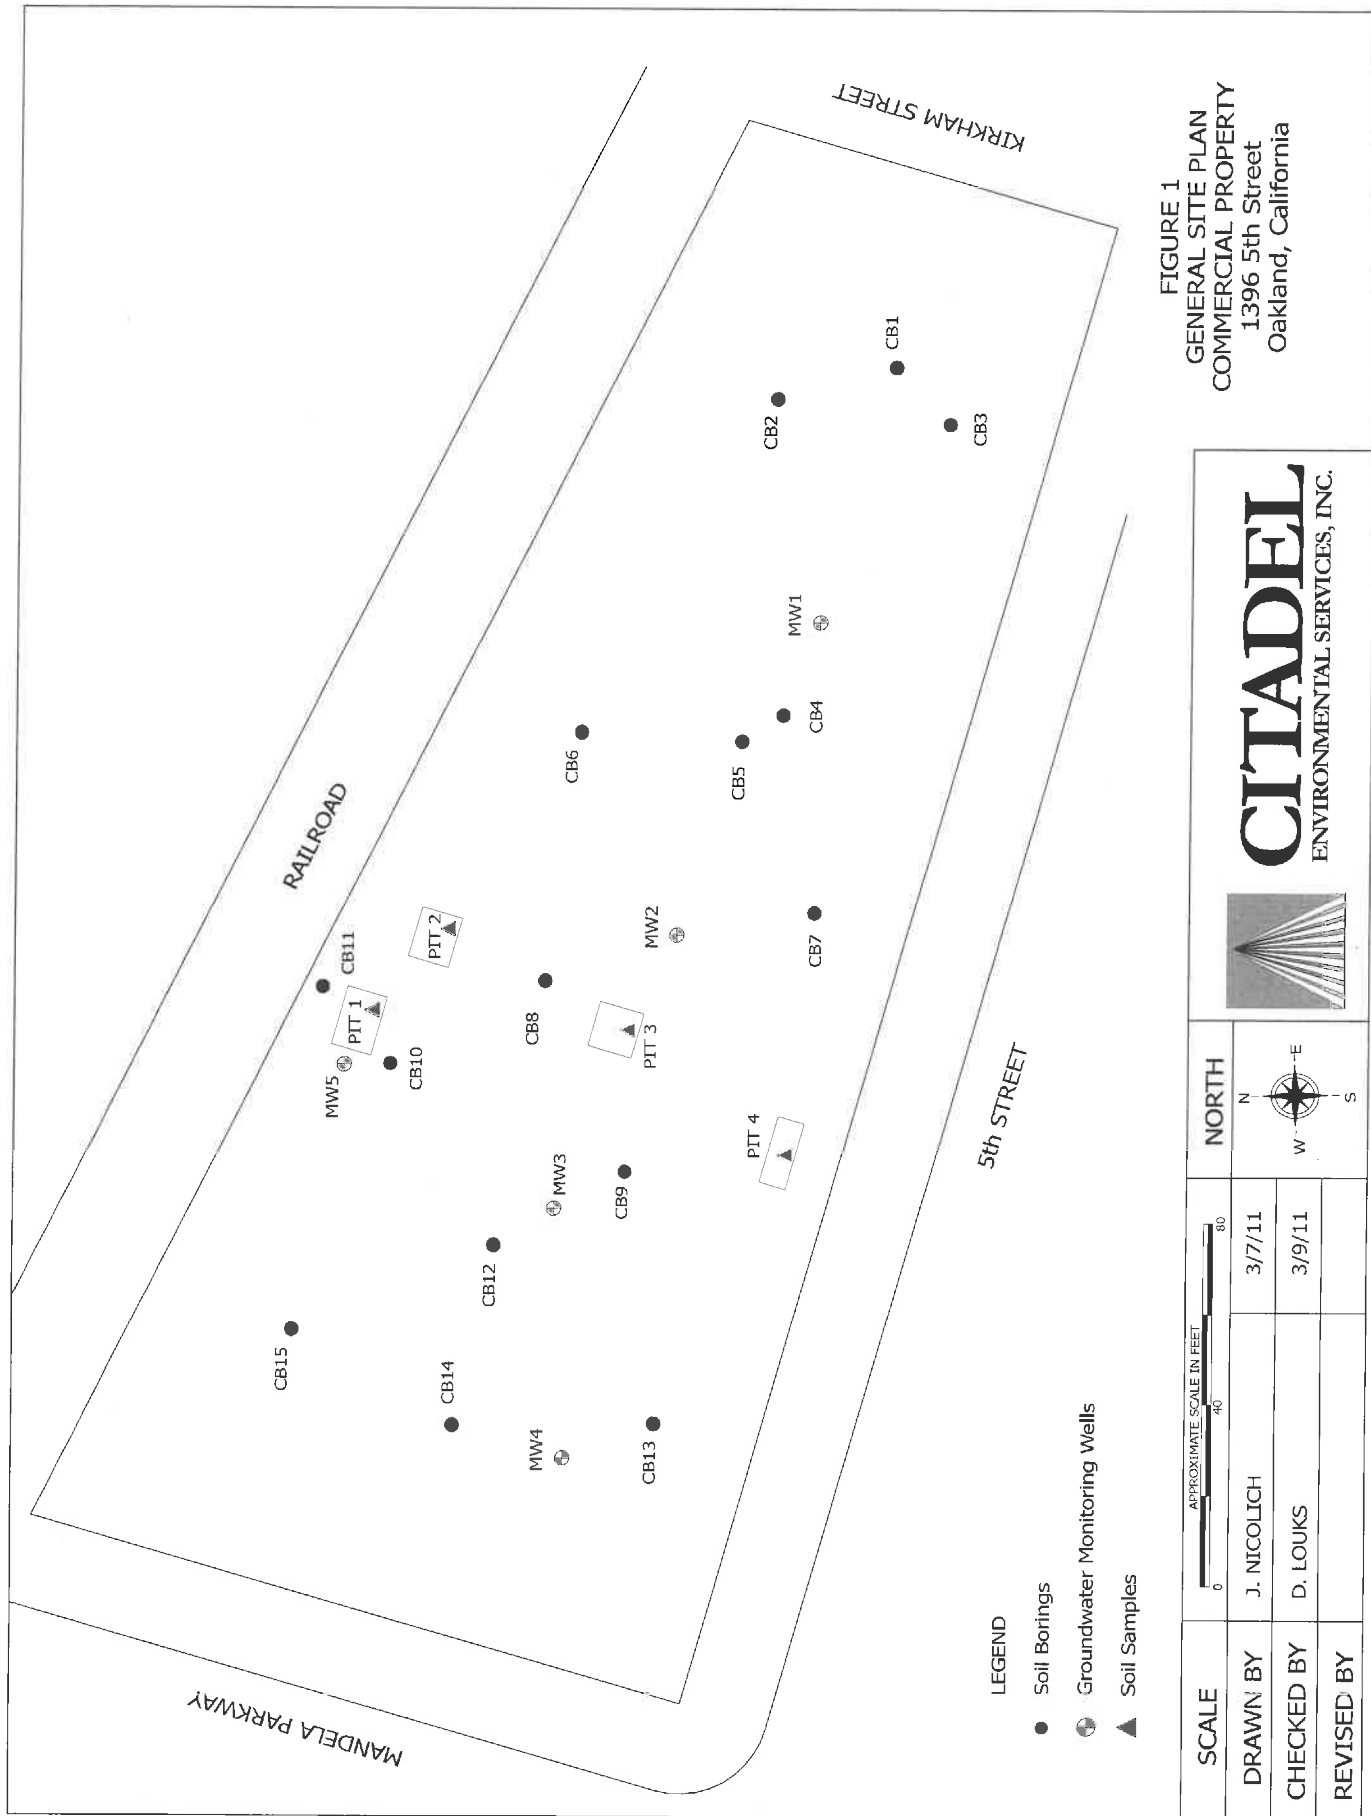 MANDELA PARKWAY
RAILROAD
KIRKHAM STREET
5th STREET
CB15
CB14
MW4
CB13
CB12
MW3
CB9
MW5
CB10
PIT 1
CB11
PIT 2
CB8
PIT 3
PIT 4
MW2
CB7
CB6
CB5
CB4
MW1
CB2
CB3
CB1
LEGEND
Soil Borings
Groundwater Monitoring Wells
Soil Samples
FIGURE 1
GENERAL SITE PLAN
COMMERCIAL PROPERTY
1396 5th Street
Oakland, California
SCALE
APPROXIMATE SCALE IN FEET
0 40 80
NORTH
DRAWN BY J. NICOLICH 3/7/11
CHECKED BY D. LOUKS 3/9/11
REVISED BY
N
W E
S
CITADEL
ENVIRONMENTAL SERVICES, INC.